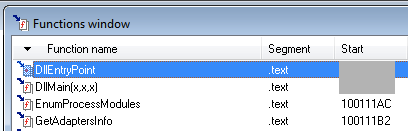 Functions window
Function name Segment Start
DllEntryPoint .text
DllMain(x,x,x) .text
EnumProcessModules .text 100111AC
GetAdaptersInfo .text 100111B2